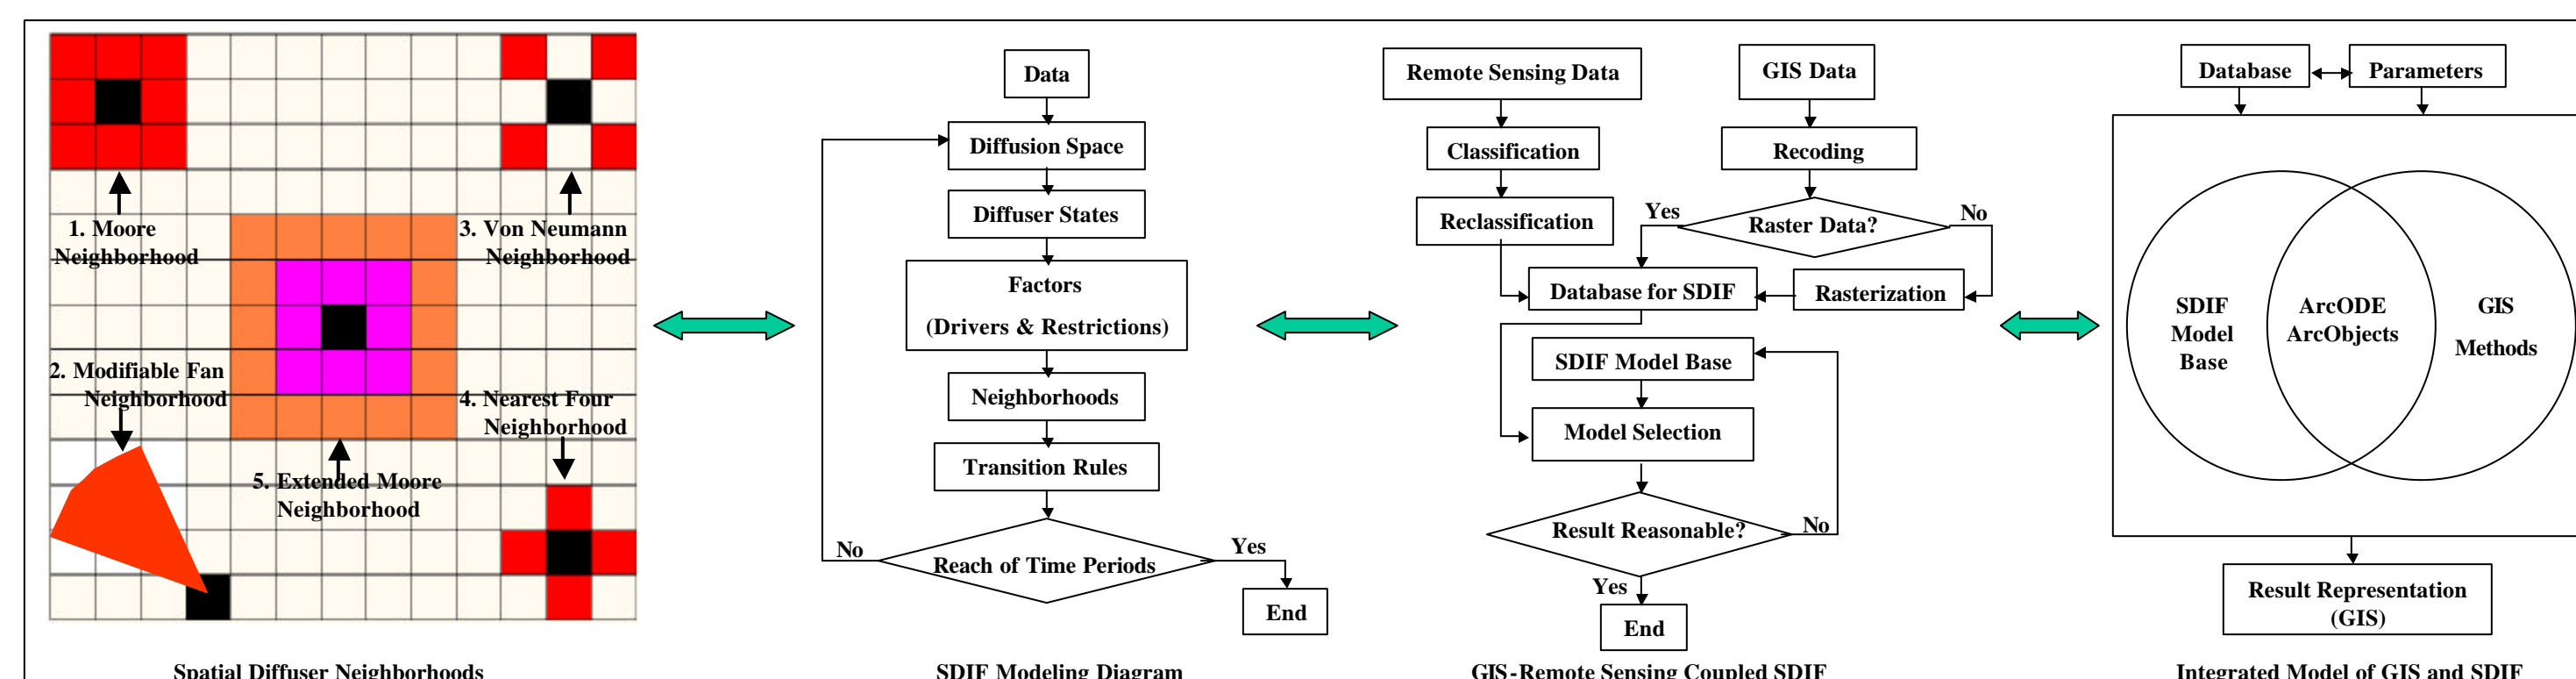 1. Moore
Neighborhood
3. Von Neumann
Neighborhood
2. Modifiable Fan
Neighborhood
4. Nearest Four
Neighborhood
5. Extended Moore
Neighborhood
Spatial Diffuser Neighborhoods
Data
Diffusion Space
Diffuser States
Factors
(Drivers & Restrictions)
Neighborhoods
Transition Rules
Reach of Time Periods
No
Yes
End
SDIF Modeling Diagram
Remote Sensing Data
GIS Data
Classification
Recoding
Reclassification
Yes
Raster Data?
No
Database for SDIF
Rasterization
SDIF Model Base
Model Selection
Result Reasonable?
No
Yes
End
GIS-Remote Sensing Coupled SDIF
Database
Parameters
SDIF
Model
Base
ArcODE
ArcObjects
GIS
Methods
Result Representation
(GIS)
Integrated Model of GIS and SDIF